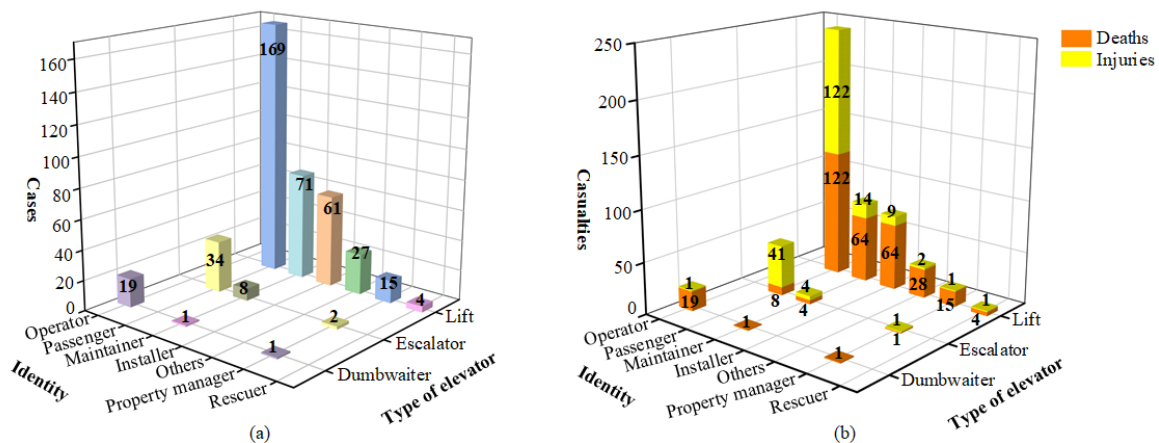 160
140
120
100
80
60
40
20
0
Cases
169
71
61
27
15
4
34
8
2
19
1
1
Operator
Passenger
Maintainer
Installer
Others
Property manager
Rescuer
Identity
Lift
Escalator
Dumbwaiter
Type of elevator
(a)
250
200
150
100
50
0
Casualties
Deaths
Injuries
122
122
14
64
9
64
2
28
1
15
1
4
41
8
4
4
1
1
1
19
1
1
Operator
Passenger
Maintainer
Installer
Others
Property manager
Rescuer
Identity
Lift
Escalator
Dumbwaiter
Type of elevator
(b)